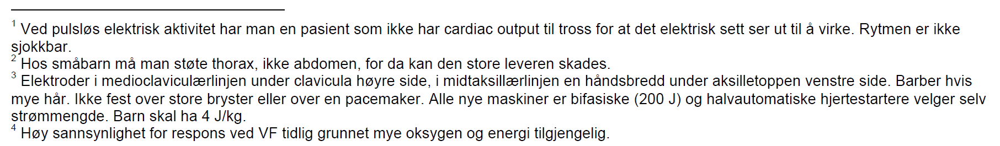 1 Ved pulsløs elektrisk aktivitet har man en pasient som ikke har cardiac output til tross for at det elektrisk sett ser ut til å virke. Rytmen er ikke
sjokkbar.
2 Hos småbarn må man støte thorax, ikke abdomen, for da kan den store leveren skades.
3 Elektroder i medioclaviculærlinjen under clavicula høyre side, i midtaksillærlinjen en håndsbredd under aksilletoppen venstre side. Barber hvis
mye hår. Ikke fest over store bryster eller over en pacemaker. Alle nye maskiner er bifasiske (200 J) og halvautomatiske hjertestartere velger selv
strømmengde. Barn skal ha 4 J/kg.
4 Høy sannsynlighet for respons ved VF tidlig grunnet mye oksygen og energi tilgjengelig.